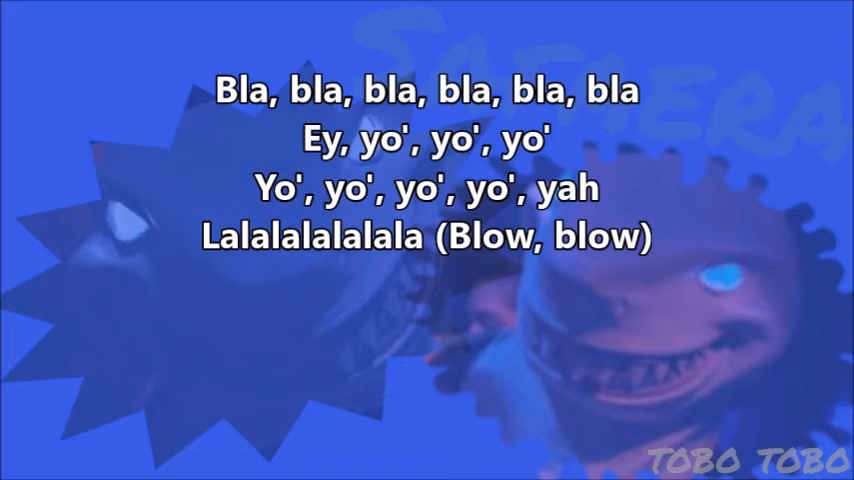 SAFAERA
Bla, bla, bla, bla, bla, bla
Ey, yo', yo', yo'
Yo', yo', yo', yo', yah
Lalalalalalala (Blow, blow)
TOBO TOBO